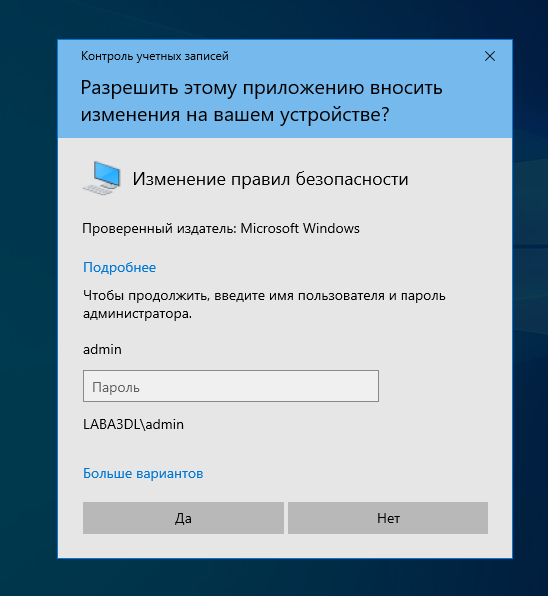 Контроль учетных записей
Разрешить этому приложению вносить
изменения на вашем устройстве?
Изменение правил безопасности
Проверенный издатель: Microsoft Windows
Подробнее
Чтобы продолжить, введите имя пользователя и пароль
администратора.
admin
Пароль
LABA3DL\admin
Больше вариантов
Да
Нет